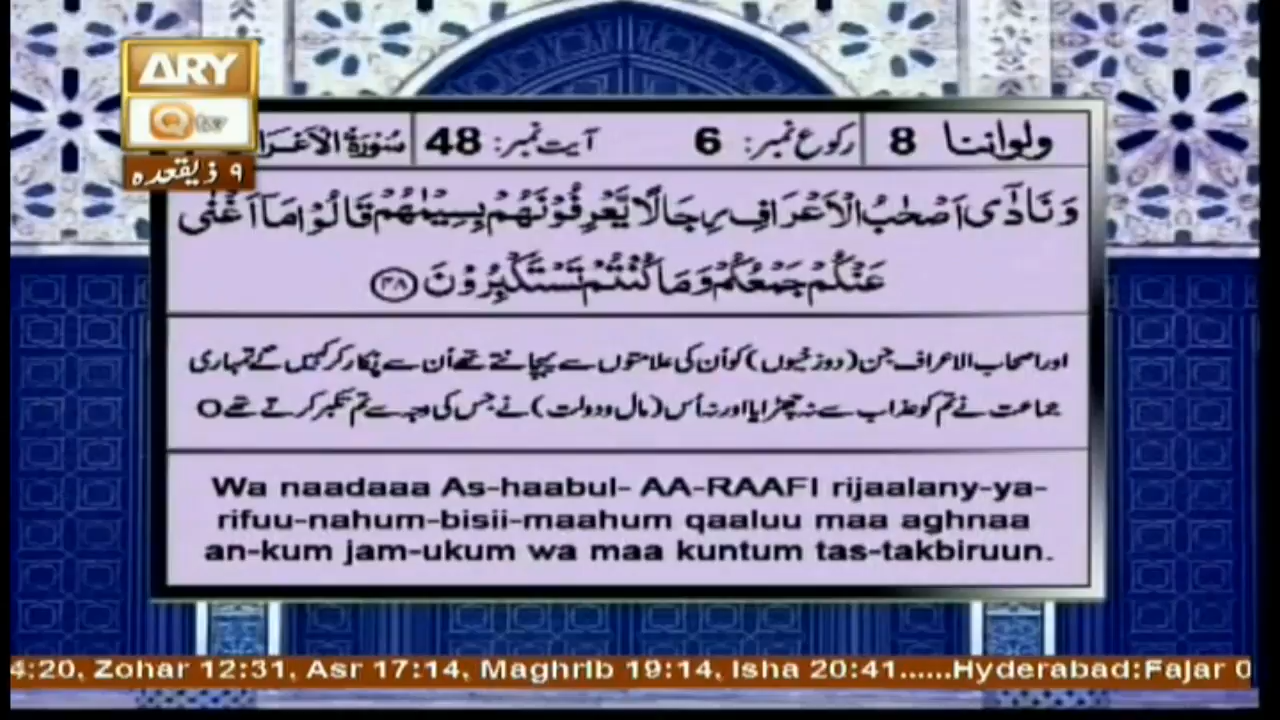 ARY
Qtv
۹ ذیقعدہ
ولواننا 8
رکوع نمبر: 6
آیت نمبر: 48
سُوْرَۃُ الْاَعْرَا
وَنَادٰۤى اَصْحٰبُ الْاَعْرَافِ رِجَالًا یَّعْرِفُوْنَهُمْ بِسِیْمٰىهُمْ قَالُوْا مَاۤ اَغْنٰى
عَنْكُمْ جَمْعُكُمْ وَمَا كُنْتُمْ تَسْتَكْبِرُوْنَ ﴿۴۸﴾
اور اصحاب الاعراف جن (دوزخیوں) کو اُن کی علامتوں سے پہچانتے تھے اُن سے پکار کر کہیں گے تمہاری
جماعت نے تم کو عذاب سے نہ چھڑایا اور نہ اُس (مال و دولت) نے جس کی وجہ سے تم تکبر کرتے تھے O
Wa naadaaa As-haabul- AA-RAAFI rijaalany-ya-
rifuu-nahum-bisii-maahum qaaluu maa aghnaa
an-kum jam-ukum wa maa kuntum tas-takbiruun.
4:20, Zohar 12:31, Asr 17:14, Maghrib 19:14, Isha 20:41......Hyderabad:Fajar 0